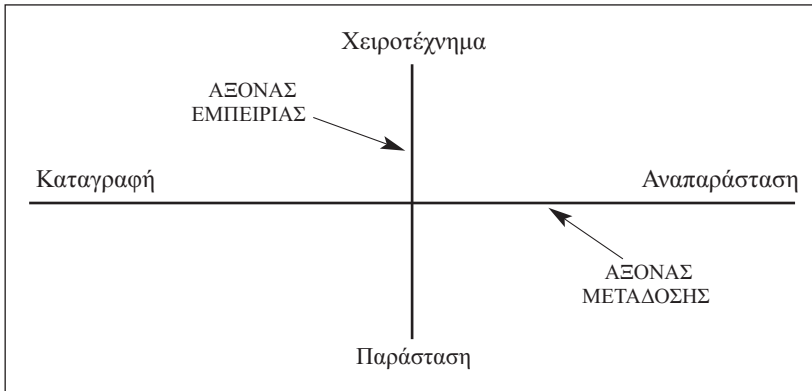 Χειροτέχνημα
ΑΞΟΝΑΣ
ΕΜΠΕΙΡΙΑΣ
Καταγραφή
Αναπαράσταση
ΑΞΟΝΑΣ
ΜΕΤΑΔΟΣΗΣ
Παράσταση